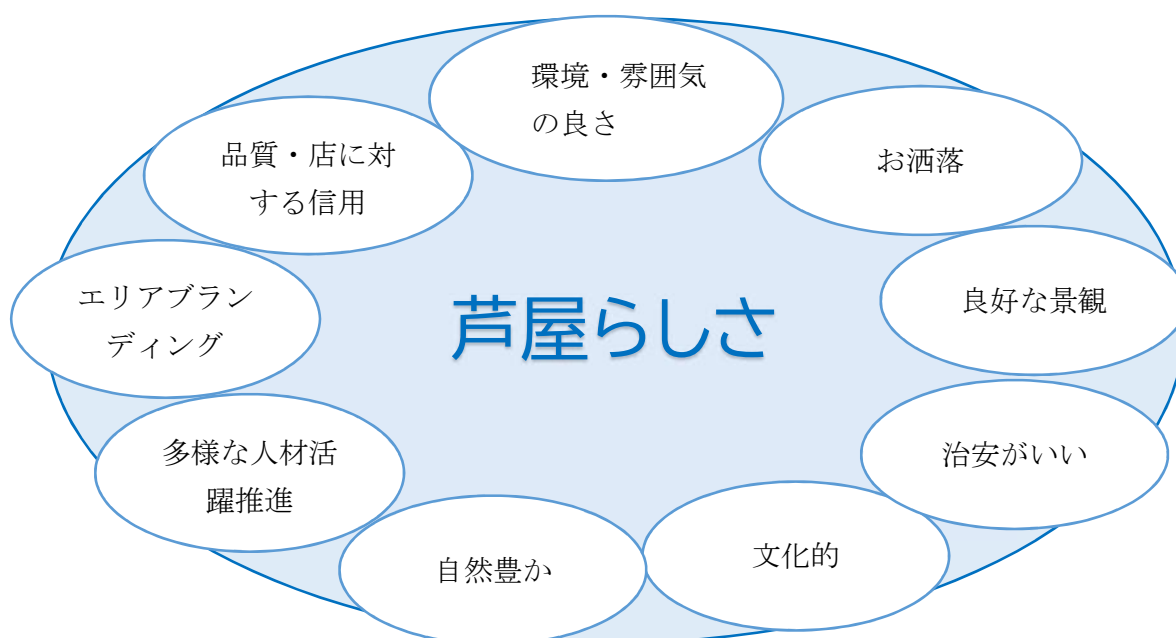 環境・雰囲気
の良さ
お洒落
良好な景観
治安がいい
文化的
自然豊か
多様な人材活
躍推進
エリアブラン
ディング
品質・店に対
する信用
芦屋らしさ